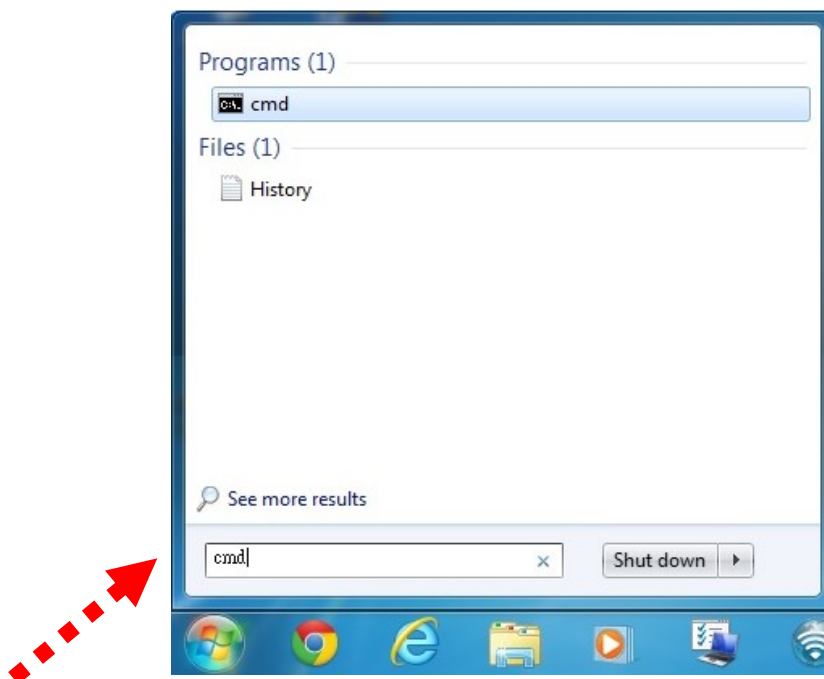 Programs (1)
cmd
Files (1)
History
See more results
cmd
Shut down